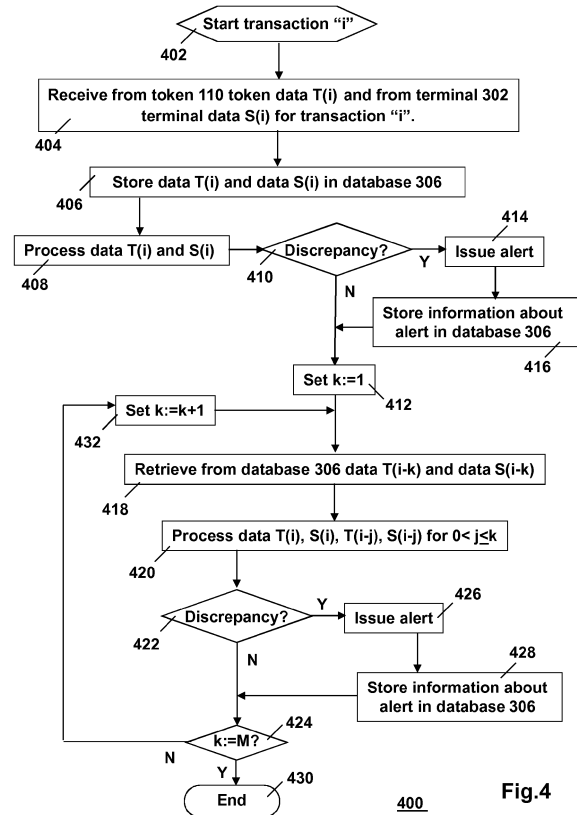 Start transaction “i”
402
Receive from token 110 token data T(i) and from terminal 302
terminal data S(i) for transaction “i”.
404
Store data T(i) and data S(i) in database 306
406
Process data T(i) and S(i)
408
Discrepancy?
410
Y
N
414
Issue alert
Store information about
alert in database 306
416
Set k:=1
412
Set k:=k+1
432
Retrieve from database 306 data T(i-k) and data S(i-k)
418
Process data T(i), S(i), T(i-j), S(i-j) for 0< j≤k
420
Discrepancy?
422
Y
N
426
Issue alert
428
Store information about
alert in database 306
k:=M?
424
N
Y
End
430
400
Fig.4